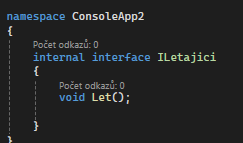 namespace ConsoleApp2
{
Počet odkazů: 0
internal interface ILetajici
{
Počet odkazů: 0
void Let();
}
}